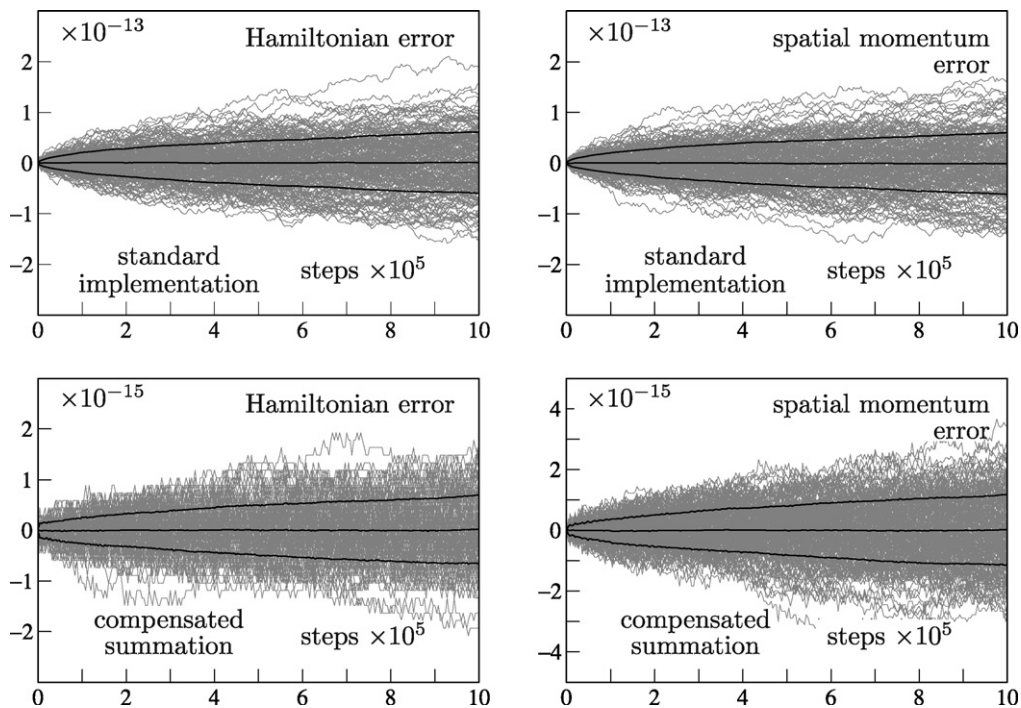 ×10⁻¹³
Hamiltonian error
2
1
0
−1
−2
standard
implementation
steps ×10⁵
0 2 4 6 8 10
×10⁻¹³
spatial momentum
error
2
1
0
−1
−2
standard
implementation
steps ×10⁵
0 2 4 6 8 10
×10⁻¹⁵
Hamiltonian error
2
1
0
−1
−2
compensated
summation
steps ×10⁵
0 2 4 6 8 10
×10⁻¹⁵
spatial momentum
error
4
2
0
−2
−4
compensated
summation
steps ×10⁵
0 2 4 6 8 10